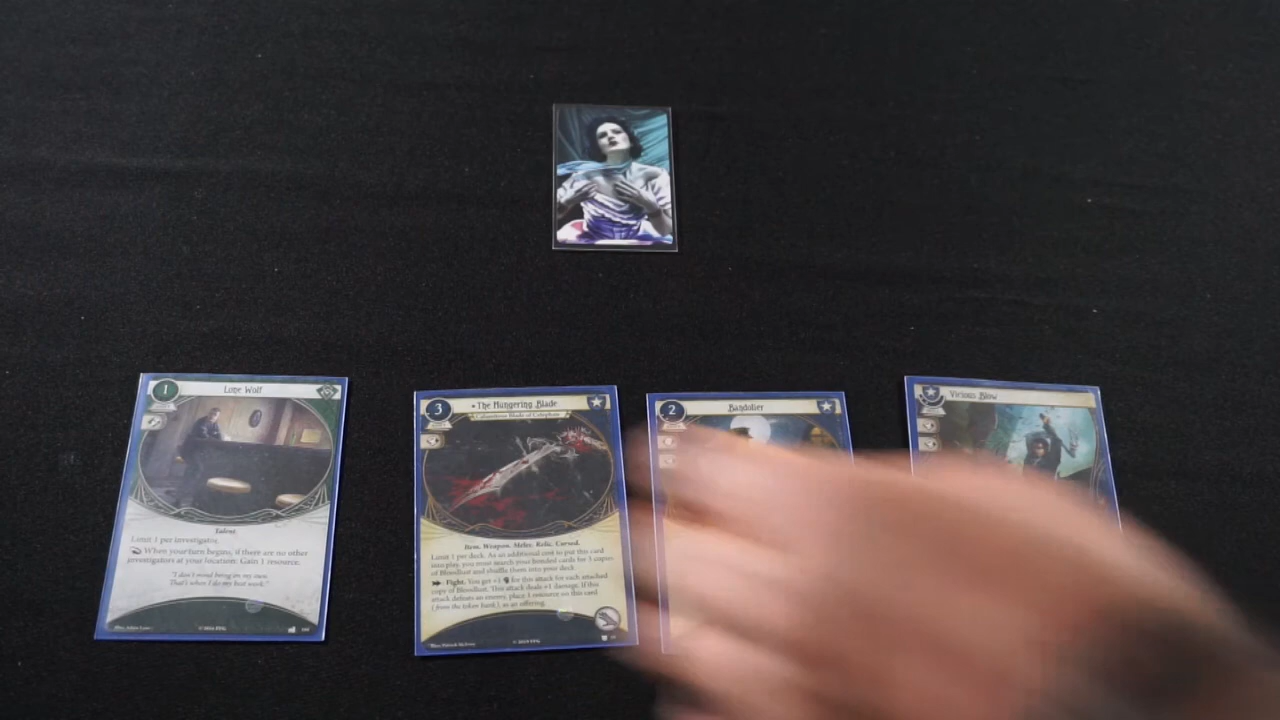 1
Lone Wolf
Talent.
Limit 1 per investigator.
When your turn begins, if there are no other
investigators at your location: Gain 1 resource.
"I don't mind being on my own.
That's when I do my best work."
3
The Hungering Blade
Calamitous Blade of Celepháis
Item. Weapon. Melee. Relic. Cursed.
Limit 1 per deck. As an additional cost to put this card
into play, you must search your bonded cards for 3 copies
of Bloodlust and shuffle them into your deck.
Fight. You get +1 for this attack for each attached
copy of Bloodlust. This attack deals +1 damage. If this
attack defeats an enemy, place 1 resource on this card
(from the token bank), as an offering.
© 2019 FFG
2
Bandolier
Vicious Blow